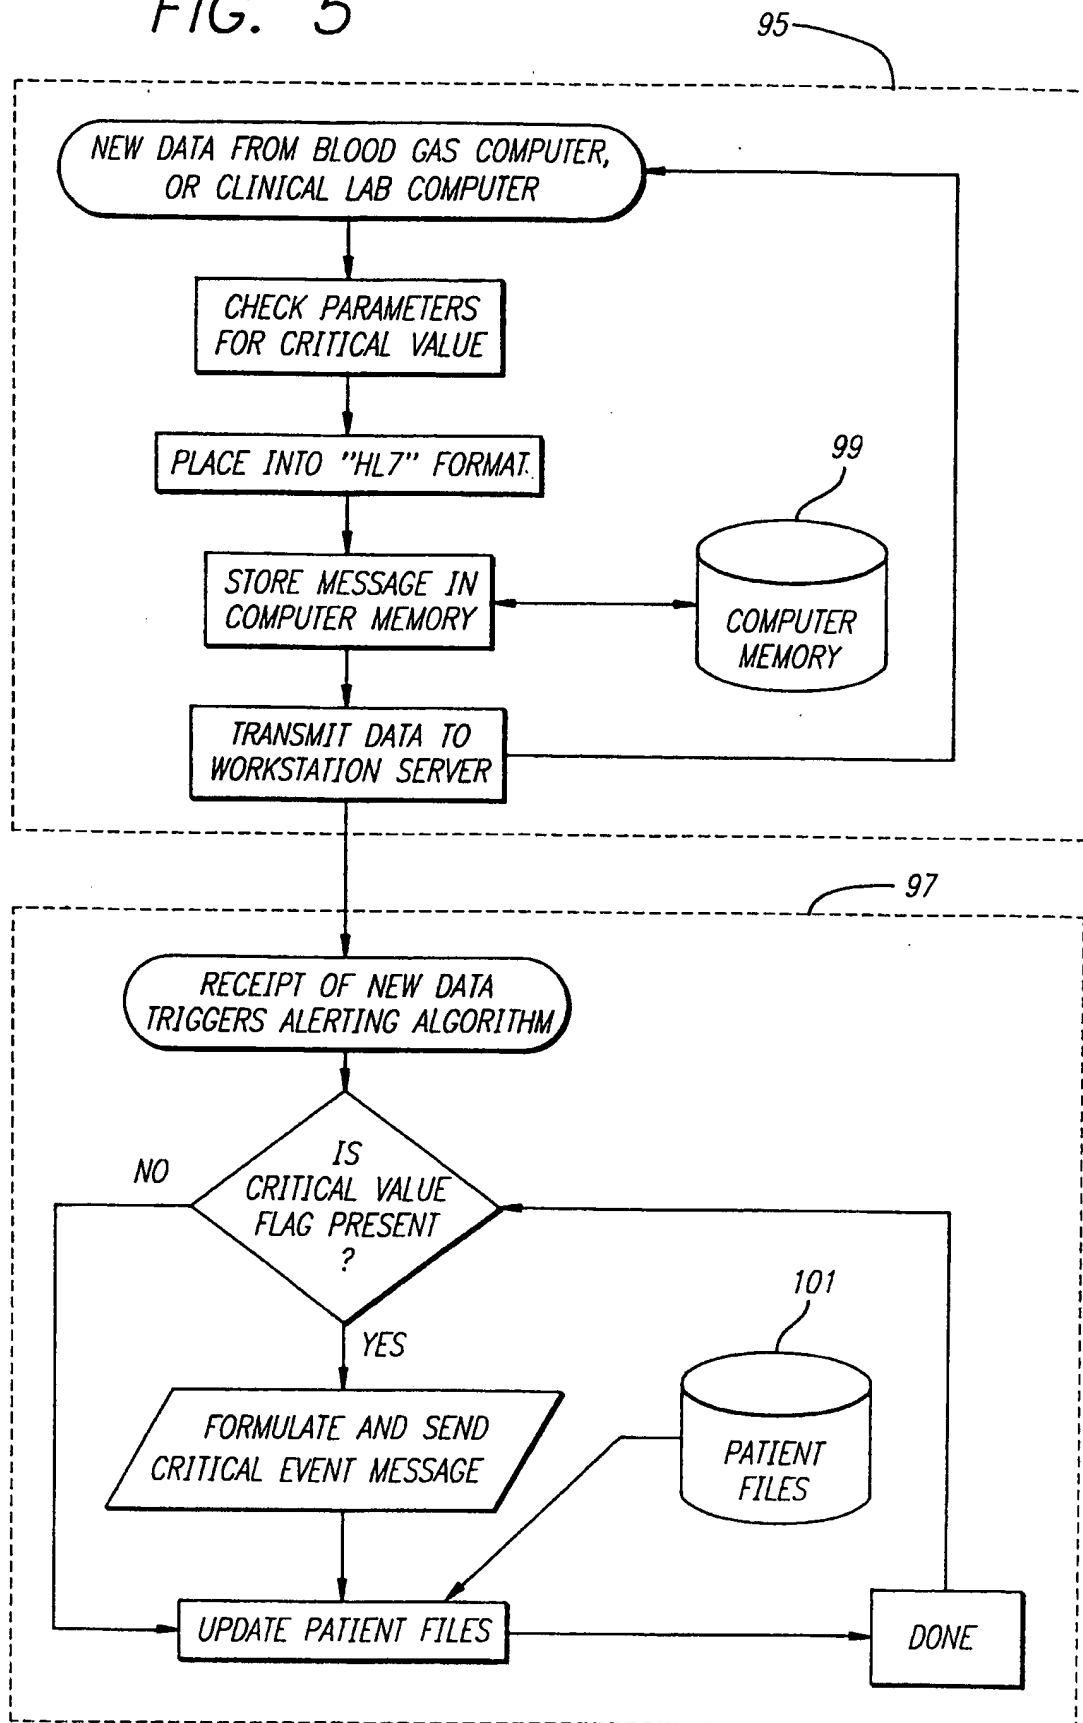 FIG. 5
95
NEW DATA FROM BLOOD GAS COMPUTER,
OR CLINICAL LAB COMPUTER
CHECK PARAMETERS
FOR CRITICAL VALUE
PLACE INTO "HL7" FORMAT
99
STORE MESSAGE IN
COMPUTER MEMORY
COMPUTER
MEMORY
TRANSMIT DATA TO
WORKSTATION SERVER
97
RECEIPT OF NEW DATA
TRIGGERS ALERTING ALGORITHM
IS
CRITICAL VALUE
FLAG PRESENT
?
NO
YES
101
FORMULATE AND SEND
CRITICAL EVENT MESSAGE
PATIENT
FILES
UPDATE PATIENT FILES
DONE